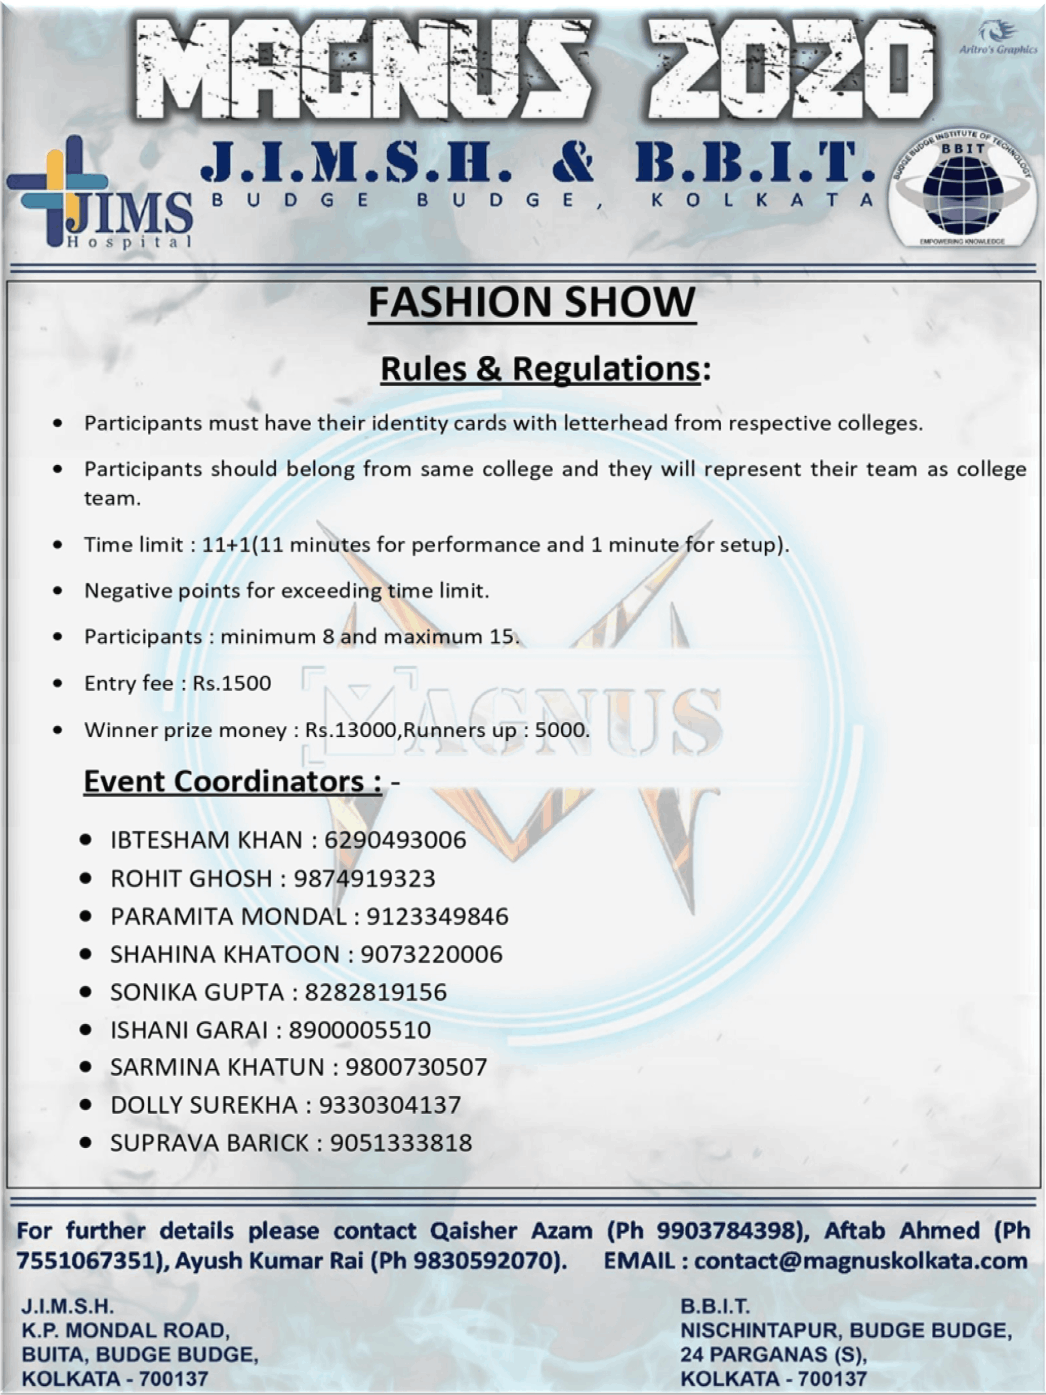 MAGNUS 2020
Aritro's Graphics
J.I.M.S.H. & B.B.I.T.
BUDGE BUDGE, KOLKATA
JIMS
Hospital
BUDGE BUDGE INSTITUTE OF TECHNOLOGY
BBIT
EMPOWERING KNOWLEDGE
FASHION SHOW
Rules & Regulations:
• Participants must have their identity cards with letterhead from respective colleges.
• Participants should belong from same college and they will represent their team as college
team.
• Time limit : 11+1(11 minutes for performance and 1 minute for setup).
• Negative points for exceeding time limit.
• Participants : minimum 8 and maximum 15.
• Entry fee : Rs.1500
MAGNUS
• Winner prize money : Rs.13000,Runners up : 5000.
Event Coordinators : -
• IBTESHAM KHAN : 6290493006
• ROHIT GHOSH : 9874919323
• PARAMITA MONDAL : 9123349846
• SHAHINA KHATOON : 9073220006
• SONIKA GUPTA : 8282819156
• ISHANI GARAI : 8900005510
• SARMINA KHATUN : 9800730507
• DOLLY SUREKHA : 9330304137
• SUPRAVA BARICK : 9051333818
For further details please contact Qaisher Azam (Ph 9903784398), Aftab Ahmed (Ph
7551067351), Ayush Kumar Rai (Ph 9830592070). EMAIL : contact@magnuskolkata.com
J.I.M.S.H.
K.P. MONDAL ROAD,
BUITA, BUDGE BUDGE,
KOLKATA - 700137
B.B.I.T.
NISCHINTAPUR, BUDGE BUDGE,
24 PARGANAS (S),
KOLKATA - 700137